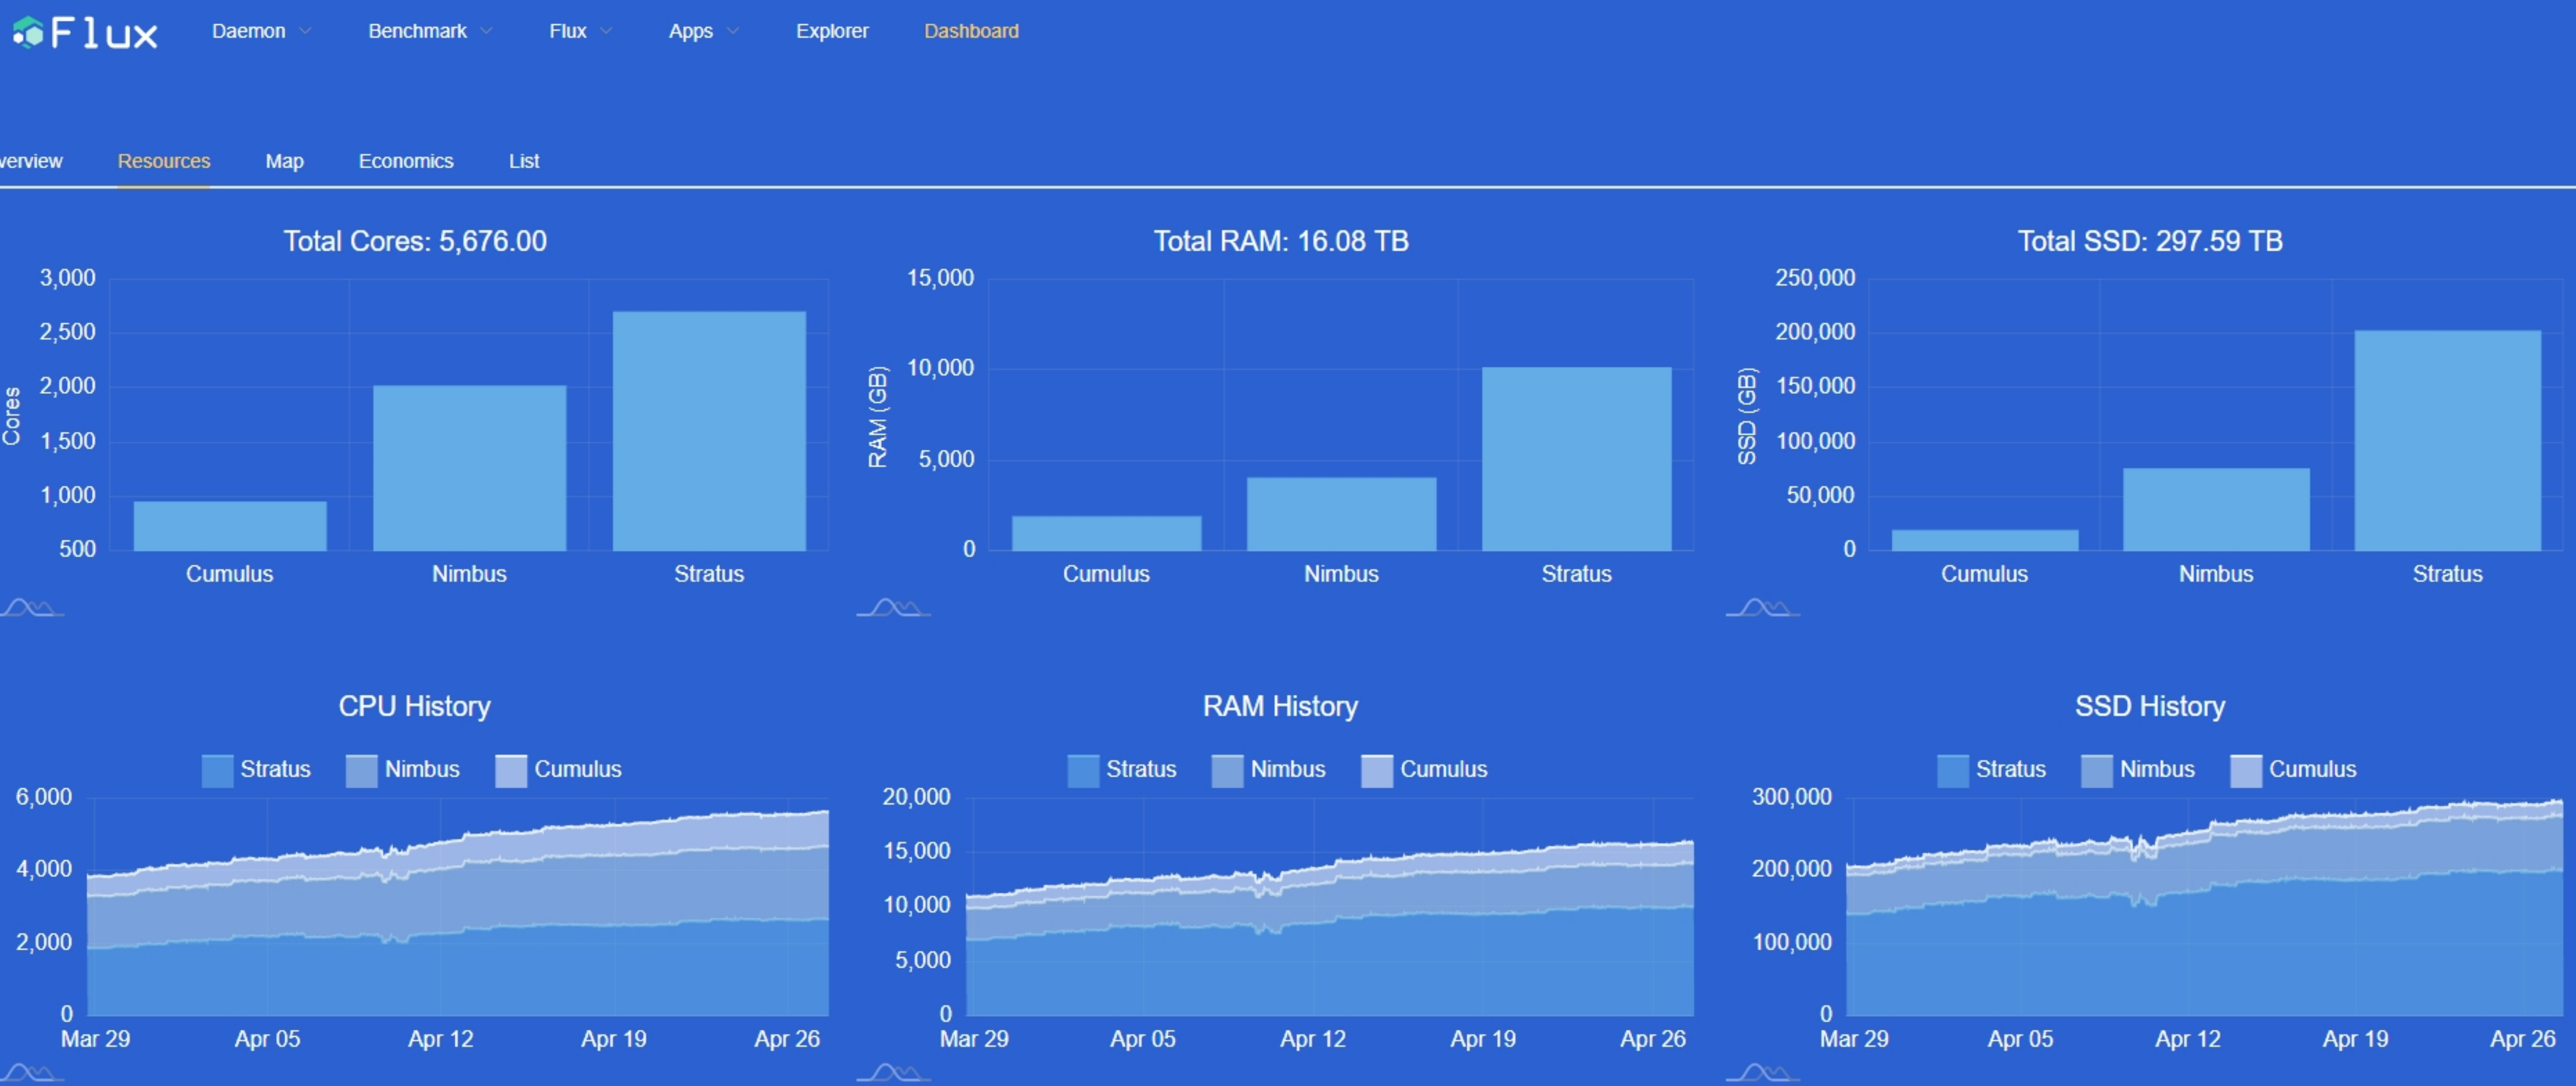 Flux Daemon Benchmark Flux Apps Explorer Dashboard
verview Resources Map Economics List
Total Cores: 5,676.00
3,000
2,500
2,000
1,500
1,000
500
Cores
Cumulus Nimbus Stratus
Total RAM: 16.08 TB
15,000
10,000
5,000
0
RAM (GB)
Cumulus Nimbus Stratus
Total SSD: 297.59 TB
250,000
200,000
150,000
100,000
50,000
0
SSD (GB)
Cumulus Nimbus Stratus
CPU History
Stratus Nimbus Cumulus
6,000
4,000
2,000
0
Mar 29 Apr 05 Apr 12 Apr 19 Apr 26
RAM History
Stratus Nimbus Cumulus
20,000
15,000
10,000
5,000
0
Mar 29 Apr 05 Apr 12 Apr 19 Apr 26
SSD History
Stratus Nimbus Cumulus
300,000
200,000
100,000
0
Mar 29 Apr 05 Apr 12 Apr 19 Apr 26